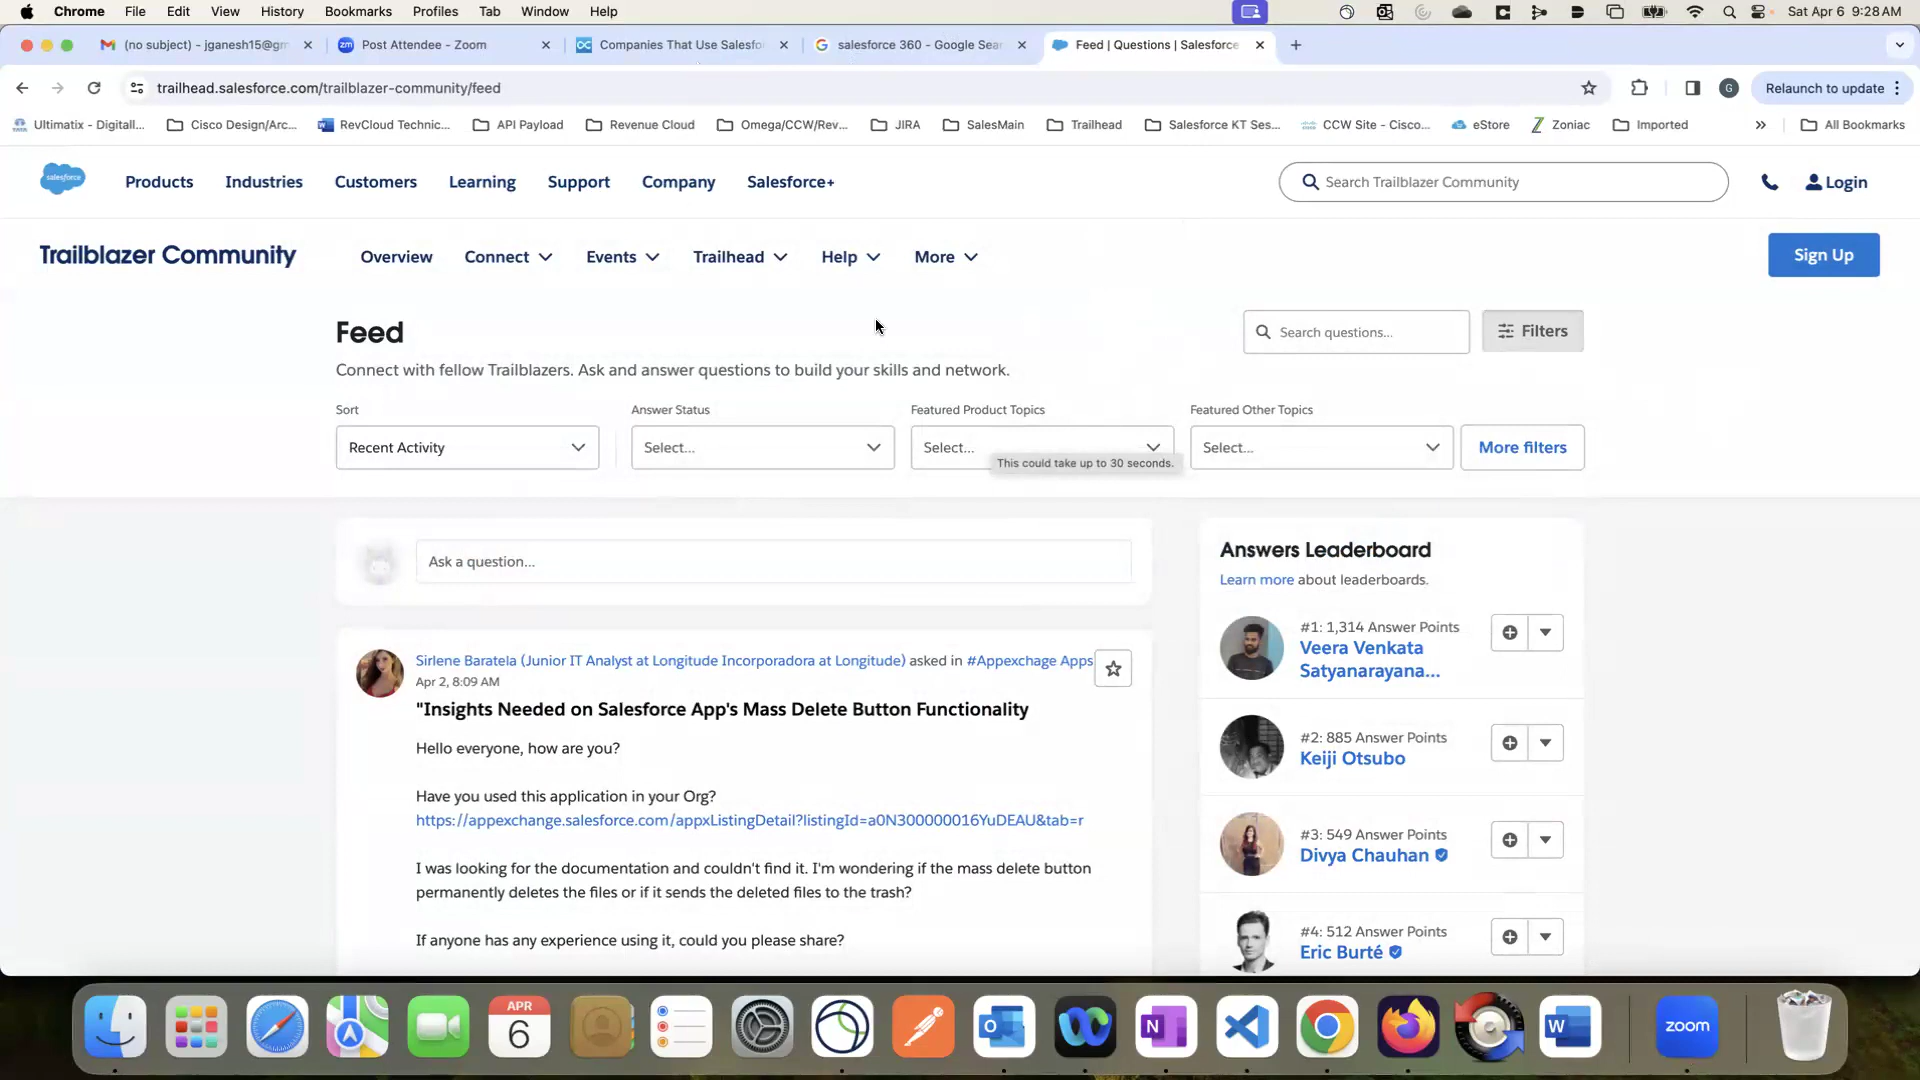 Chrome File Edit View History Bookmarks Profiles Tab Window Help Sat Apr 6 9:28 AM
(no subject) - jganesh15@gm Post Attendee - Zoom Companies That Use Salesfo salesforce 360 - Google Sear Feed | Questions | Salesforce
trailhead.salesforce.com/trailblazer-community/feed G Relaunch to update
Ultimatix - Digitall... Cisco Design/Arc... RevCloud Technic... API Payload Revenue Cloud Omega/CCW/Rev... JIRA SalesMain Trailhead Salesforce KT Ses... CCW Site - Cisco... eStore Zoniac Imported All Bookmarks
salesforce Products Industries Customers Learning Support Company Salesforce+ Search Trailblazer Community Login
Trailblazer Community Overview Connect Events Trailhead Help More Sign Up
Feed Search questions... Filters
Connect with fellow Trailblazers. Ask and answer questions to build your skills and network.
Sort Answer Status Featured Product Topics Featured Other Topics
Recent Activity Select... Select... Select... More filters
This could take up to 30 seconds.
Ask a question...
Sirlene Baratela (Junior IT Analyst at Longitude Incorporadora at Longitude) asked in #Appexchage Apps
Apr 2, 8:09 AM
"Insights Needed on Salesforce App's Mass Delete Button Functionality
Hello everyone, how are you?
Have you used this application in your Org?
https://appexchange.salesforce.com/appxListingDetail?listingId=a0N300000016YuDEAU&tab=r
I was looking for the documentation and couldn't find it. I'm wondering if the mass delete button
permanently deletes the files or if it sends the deleted files to the trash?
If anyone has any experience using it, could you please share?
Answers Leaderboard
Learn more about leaderboards.
#1: 1,314 Answer Points
Veera Venkata
Satyanarayana...
#2: 885 Answer Points
Keiji Otsubo
#3: 549 Answer Points
Divya Chauhan
#4: 512 Answer Points
Eric Burté
APR
6
zoom